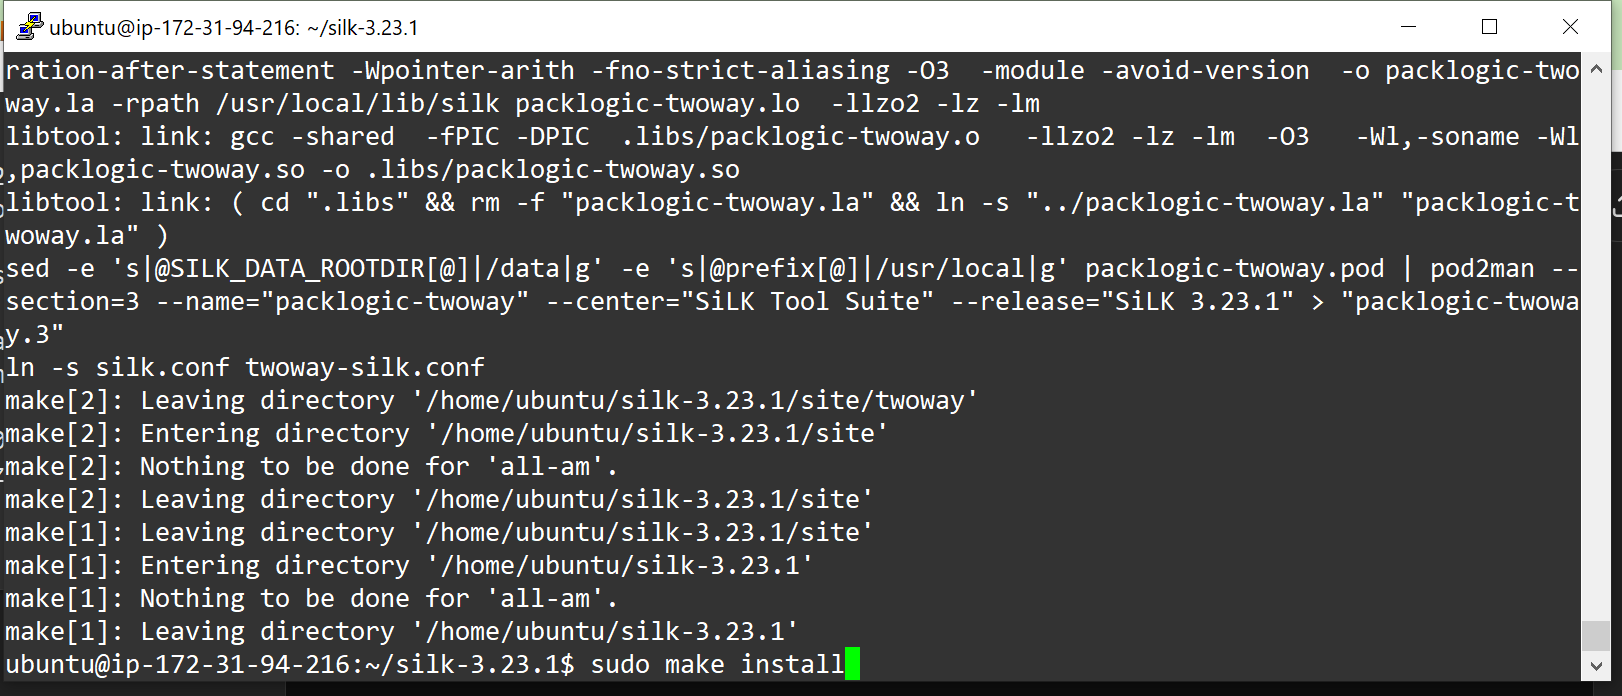 ubuntu@ip-172-31-94-216: ~/silk-3.23.1
ration-after-statement -Wpointer-arith -fno-strict-aliasing -O3  -module -avoid-version  -o packlogic-two
way.la -rpath /usr/local/lib/silk packlogic-twoway.lo  -llzo2 -lz -lm
libtool: link: gcc -shared  -fPIC -DPIC  .libs/packlogic-twoway.o   -llzo2 -lz -lm  -O3   -Wl,-soname -Wl
,packlogic-twoway.so -o .libs/packlogic-twoway.so
libtool: link: ( cd ".libs" && rm -f "packlogic-twoway.la" && ln -s "../packlogic-twoway.la" "packlogic-t
woway.la" )
sed -e 's|@SILK_DATA_ROOTDIR[@]|/data|g' -e 's|@prefix[@]|/usr/local|g' packlogic-twoway.pod | pod2man --
section=3 --name="packlogic-twoway" --center="SiLK Tool Suite" --release="SiLK 3.23.1" > "packlogic-twowa
y.3"
ln -s silk.conf twoway-silk.conf
make[2]: Leaving directory '/home/ubuntu/silk-3.23.1/site/twoway'
make[2]: Entering directory '/home/ubuntu/silk-3.23.1/site'
make[2]: Nothing to be done for 'all-am'.
make[2]: Leaving directory '/home/ubuntu/silk-3.23.1/site'
make[1]: Leaving directory '/home/ubuntu/silk-3.23.1/site'
make[1]: Entering directory '/home/ubuntu/silk-3.23.1'
make[1]: Nothing to be done for 'all-am'.
make[1]: Leaving directory '/home/ubuntu/silk-3.23.1'
ubuntu@ip-172-31-94-216:~/silk-3.23.1$ sudo make install